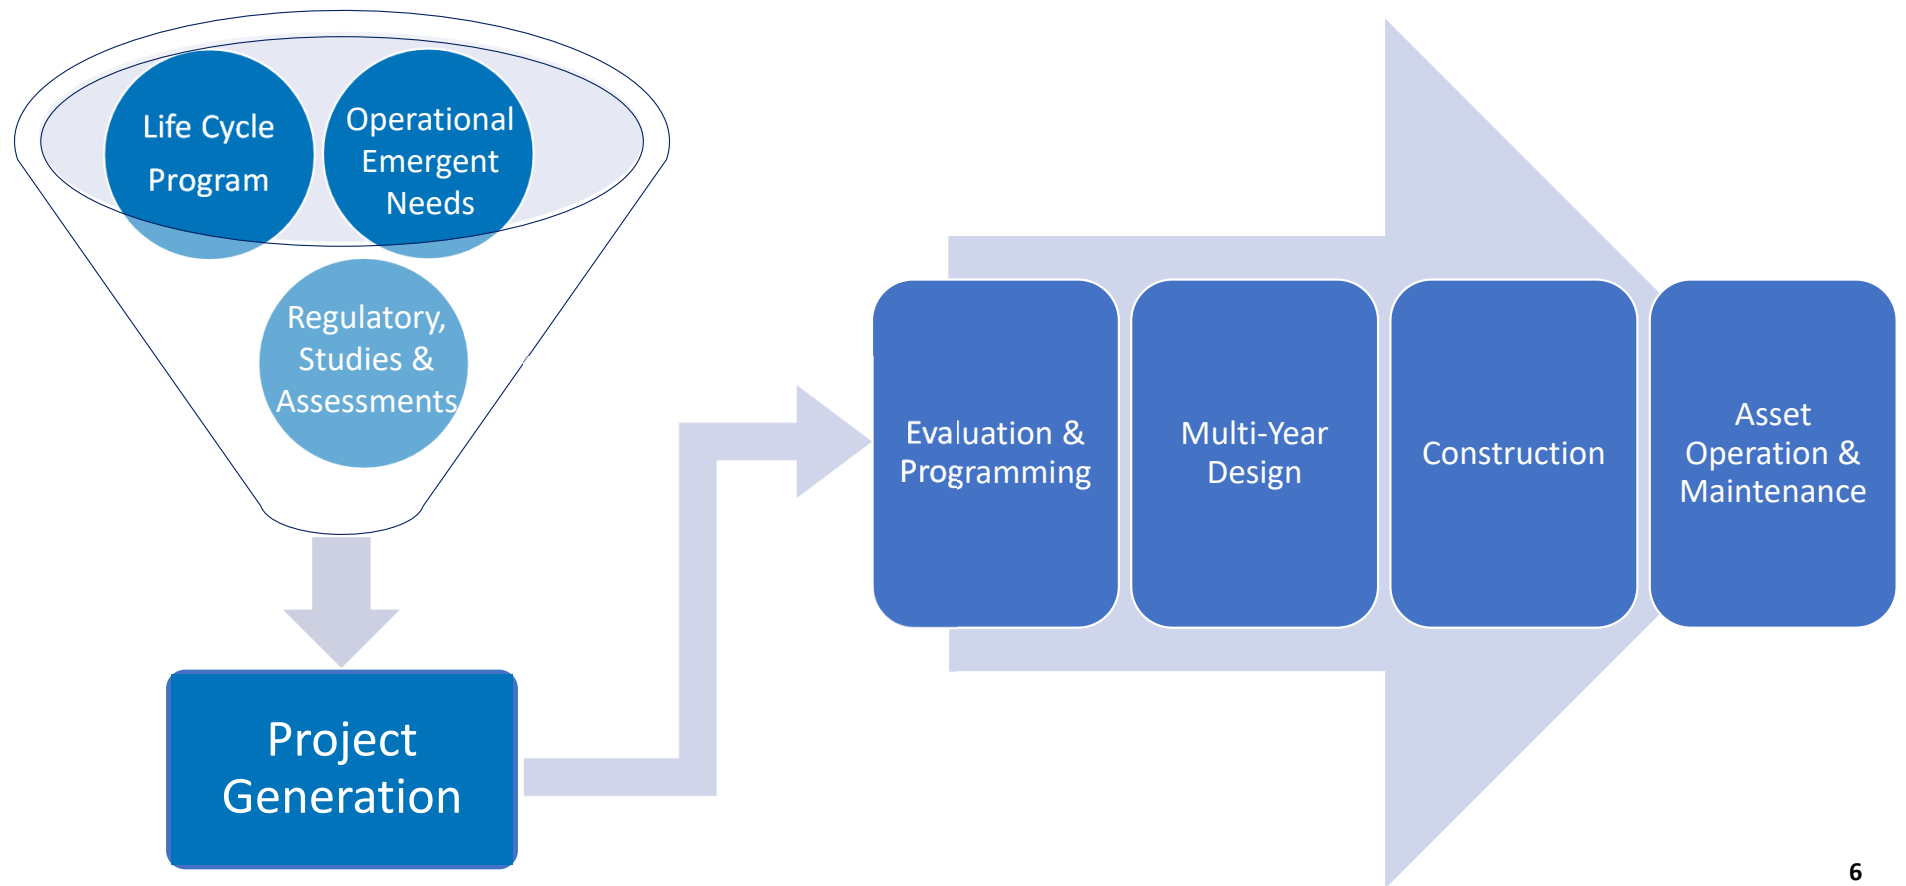 Life Cycle
Program
Operational
Emergent
Needs
Regulatory,
Studies &
Assessments
Project
Generation
Evaluation &
Programming
Multi-Year
Design
Construction
Asset
Operation &
Maintenance
6